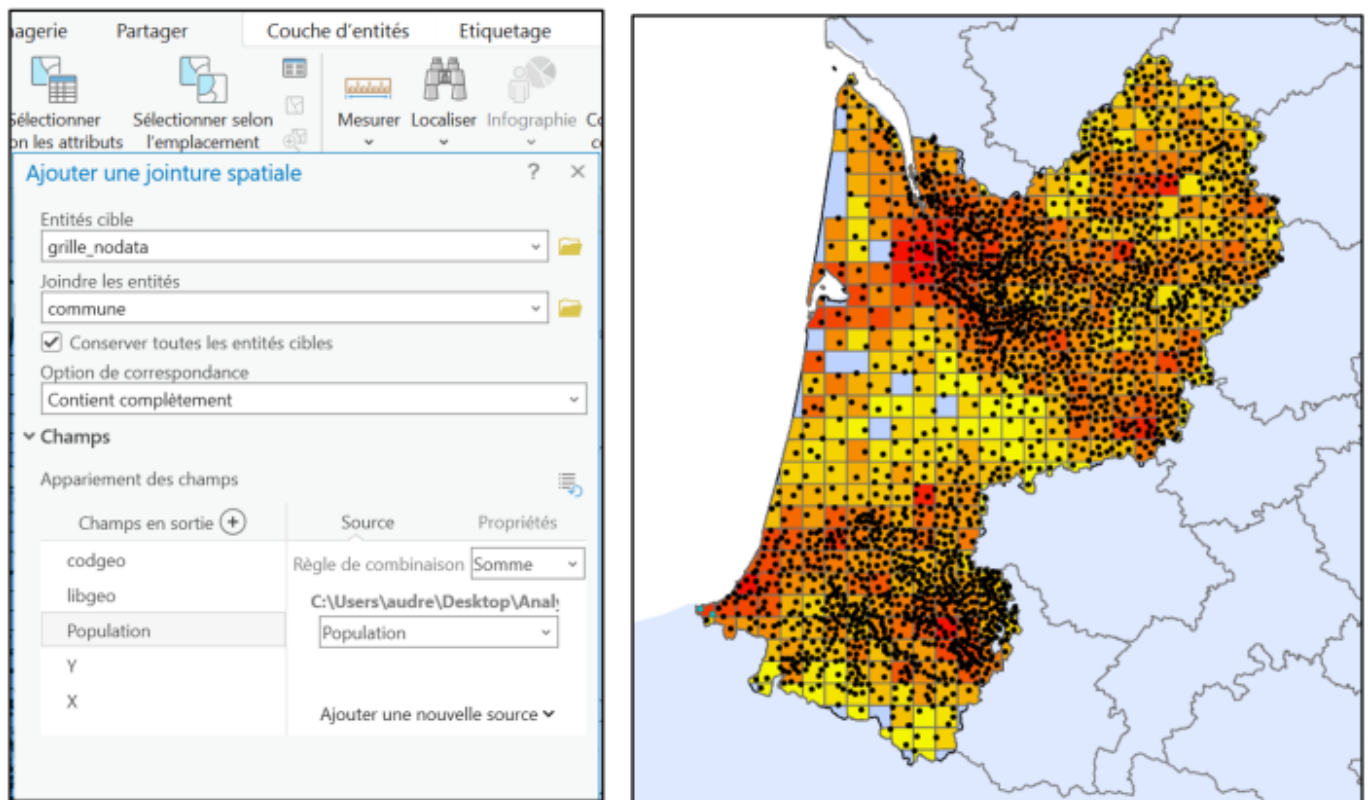 agerie Partager Couche d'entités Etiquetage
Sélectionner Sélectionner selon Mesurer Localiser Infographie Co
on les attributs l'emplacement co
Ajouter une jointure spatiale ? ×
Entités cible
grille_nodata
Joindre les entités
commune
Conserver toutes les entités cibles
Option de correspondance
Contient complètement
Champs
Appariement des champs
Champs en sortie Source Propriétés
codgeo Règle de combinaison Somme
libgeo C:\Users\audre\Desktop\Analy
Population Population
Y
X Ajouter une nouvelle source